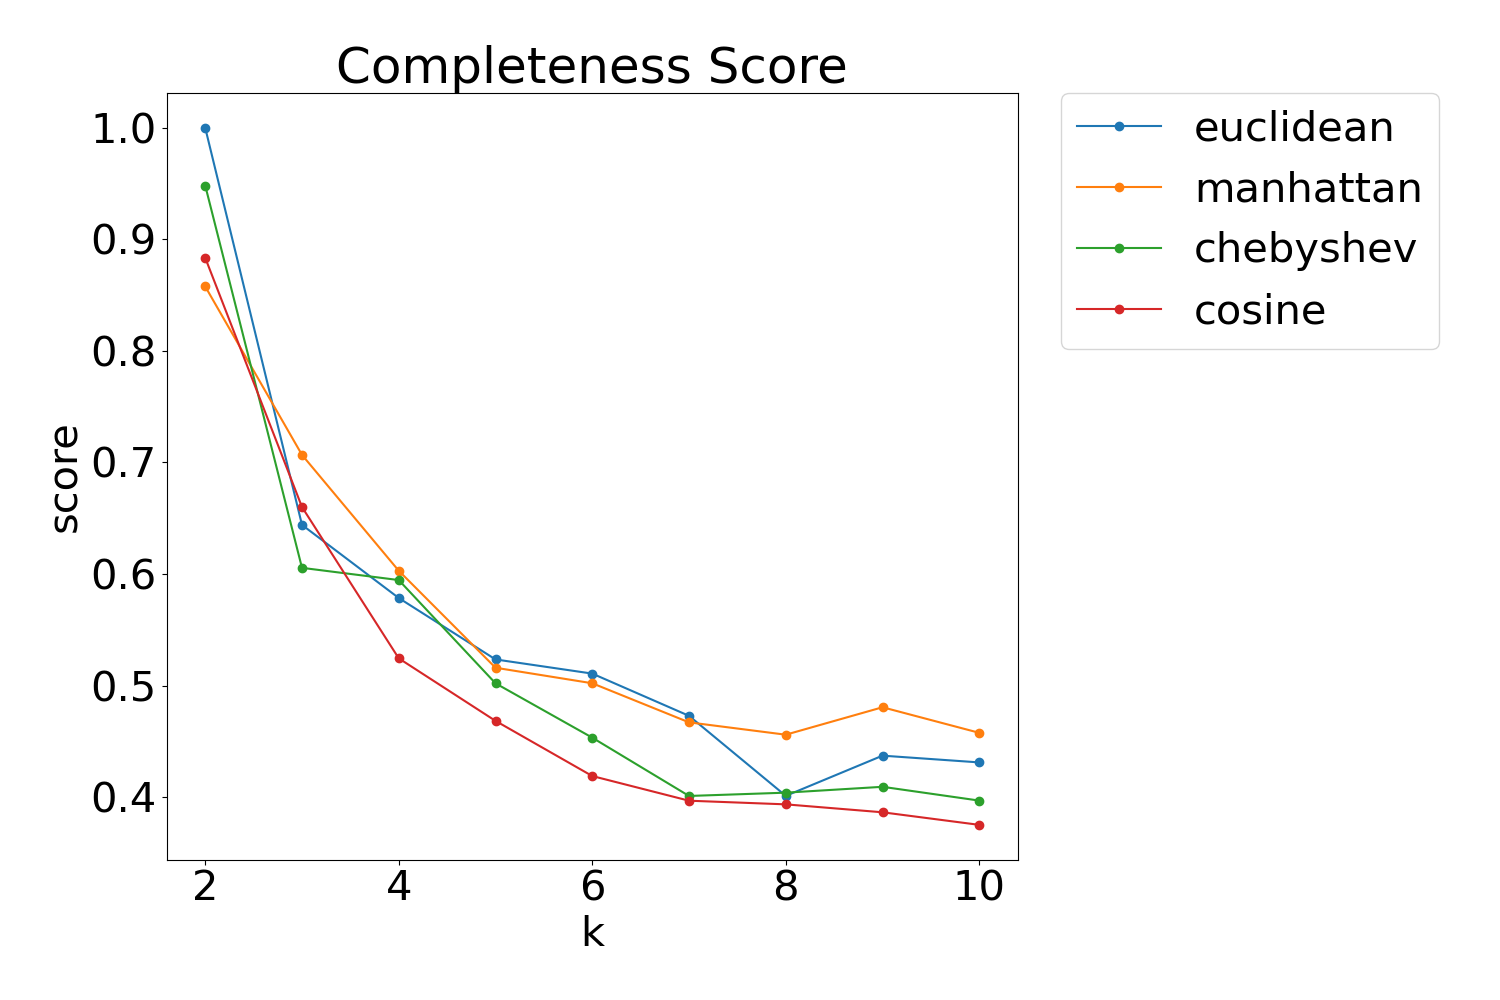 Completeness Score
1.0
0.9
0.8
0.7
0.6
0.5
0.4
score
2 4 6 8 10
k
euclidean
manhattan
chebyshev
cosine